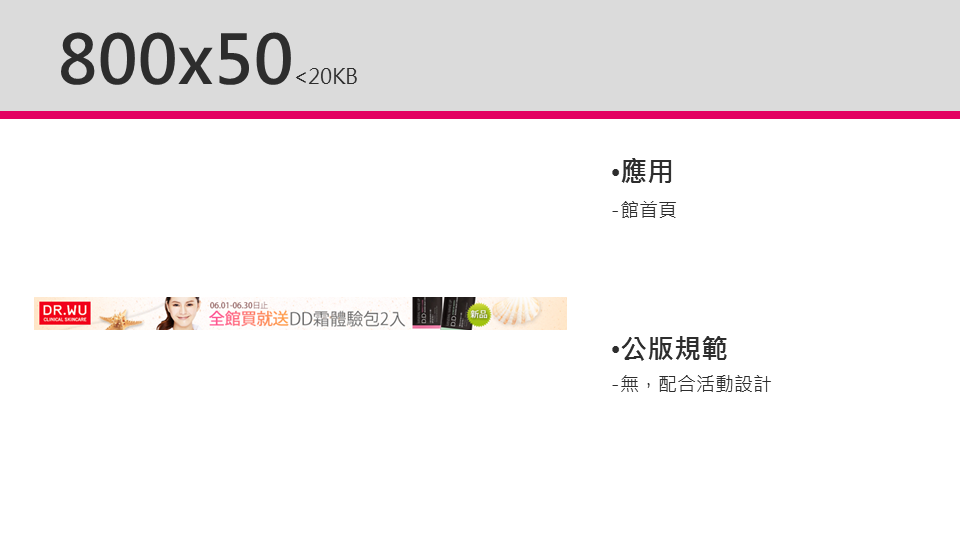 800x50<20KB
•應用
-館首頁
DR.WU
CLINICAL SKINCARE
06.01-06.30日止
全館買就送DD霜體驗包2入
DD
DD
新品
•公版規範
-無，配合活動設計